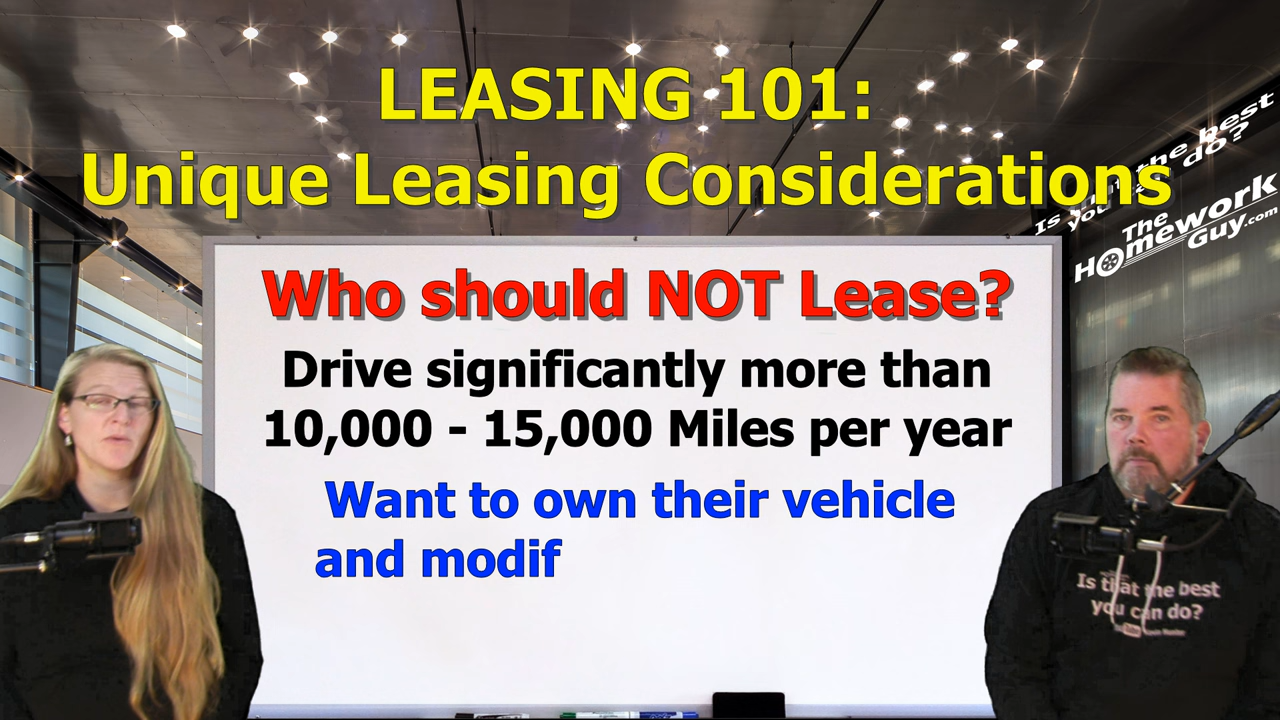 LEASING 101:
Unique Leasing Considerations
Is that the best
you can do?
The
Homework
Guy.com
Who should NOT Lease?
Drive significantly more than
10,000 - 15,000 Miles per year
Want to own their vehicle
and modif
Is that the best
you can do?